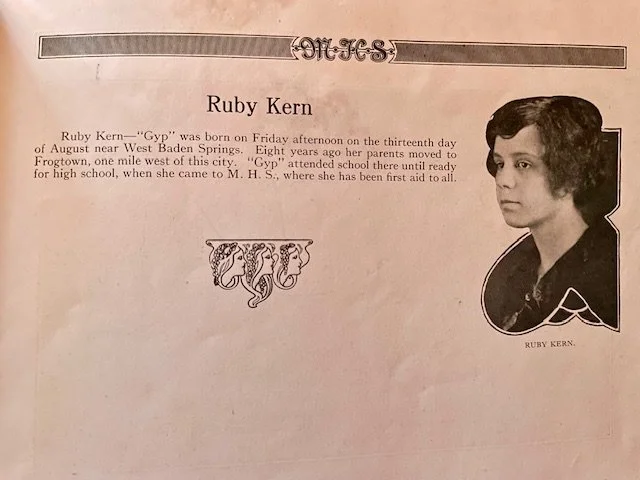 M.H.S.
Ruby Kern
Ruby Kern—"Gyp" was born on Friday afternoon on the thirteenth day
of August near West Baden Springs. Eight years ago her parents moved to
Frogtown, one mile west of this city. "Gyp" attended school there until ready
for high school, when she came to M. H. S., where she has been first aid to all.
RUBY KERN.